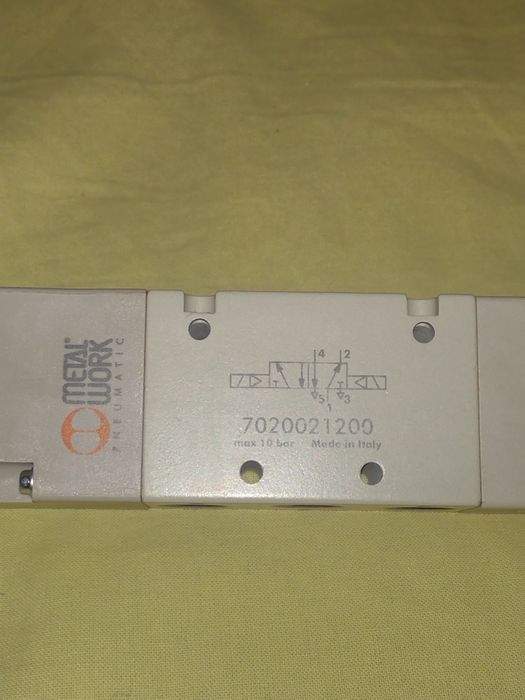 METAL®
WORK
PNEUMATIC
4 2
5 3
1
7020021200
max 10 bar Made in Italy